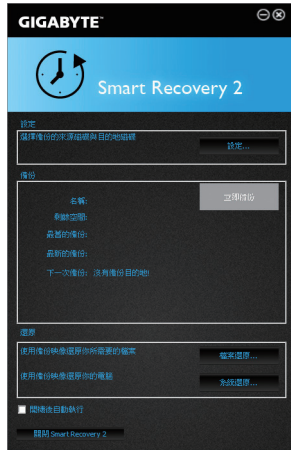 GIGABYTE™
Smart Recovery 2
設定
選擇備份的來源磁碟與目的地磁碟
設定...
備份
立即備份
名稱:
剩餘空間:
最舊的備份:
最新的備份:
下一次備份: 沒有備份目的地!
還原
使用備份映像還原你所需要的檔案
檔案還原...
使用備份映像還原你的電腦
系統還原...
開機後自動執行
關閉 Smart Recovery 2